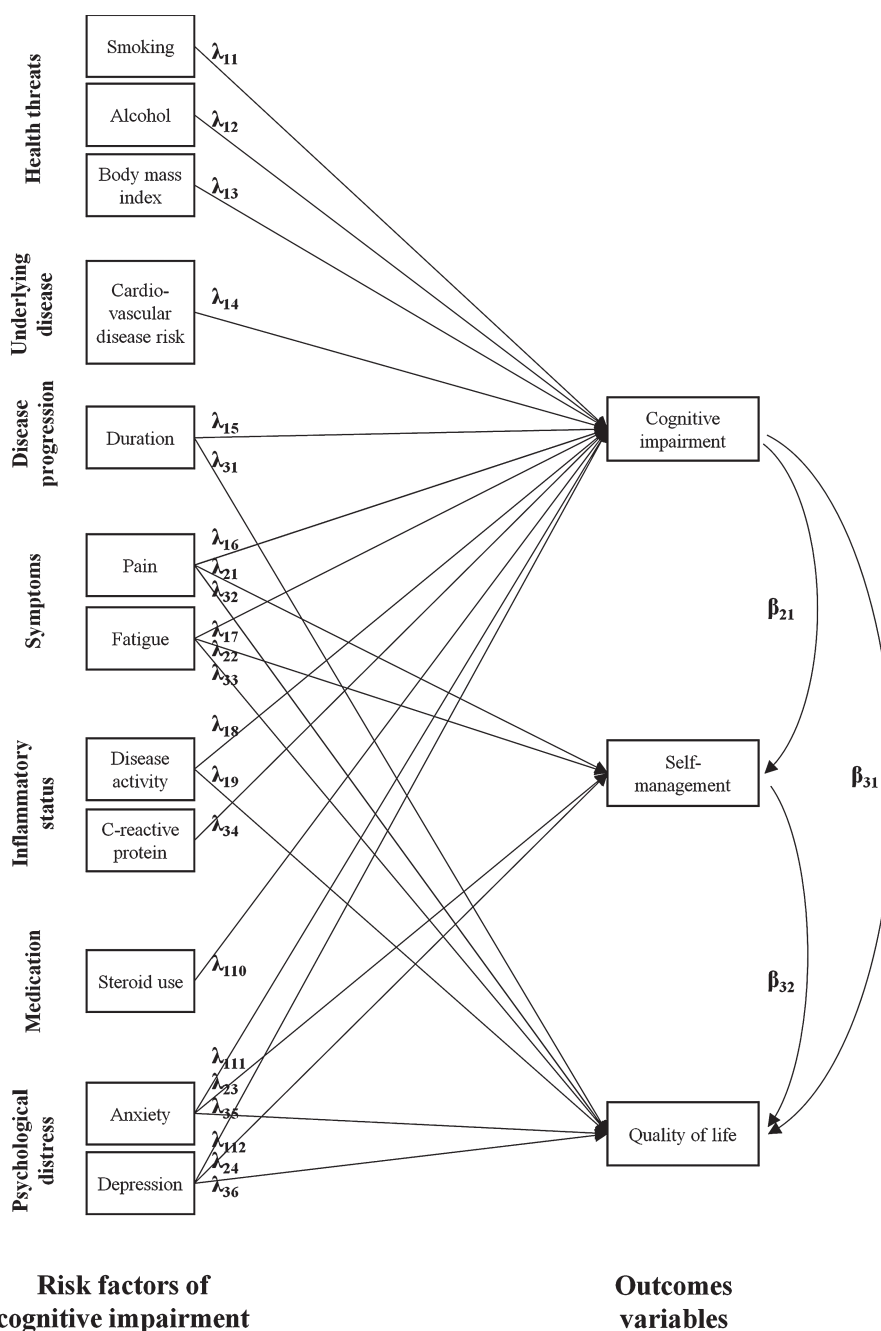 Health threats
Smoking
λ11
Alcohol
λ12
Body mass
index
λ13
Underlying
disease
Cardio-
vascular
disease risk
λ14
Disease
progression
Duration
λ15
λ31
Symptoms
Pain
λ16
λ21
λ32
Fatigue
λ17
λ22
λ33
Inflammatory
status
Disease
activity
λ18
λ19
C-reactive
protein
λ34
Medication
Steroid use
λ110
Psychological
distress
Anxiety
λ111
λ23
λ35
Depression
λ112
λ24
λ36
Cognitive
impairment
β21
Self-
management
β31
β32
Quality of life
Risk factors of
cognitive impairment
Outcomes
variables